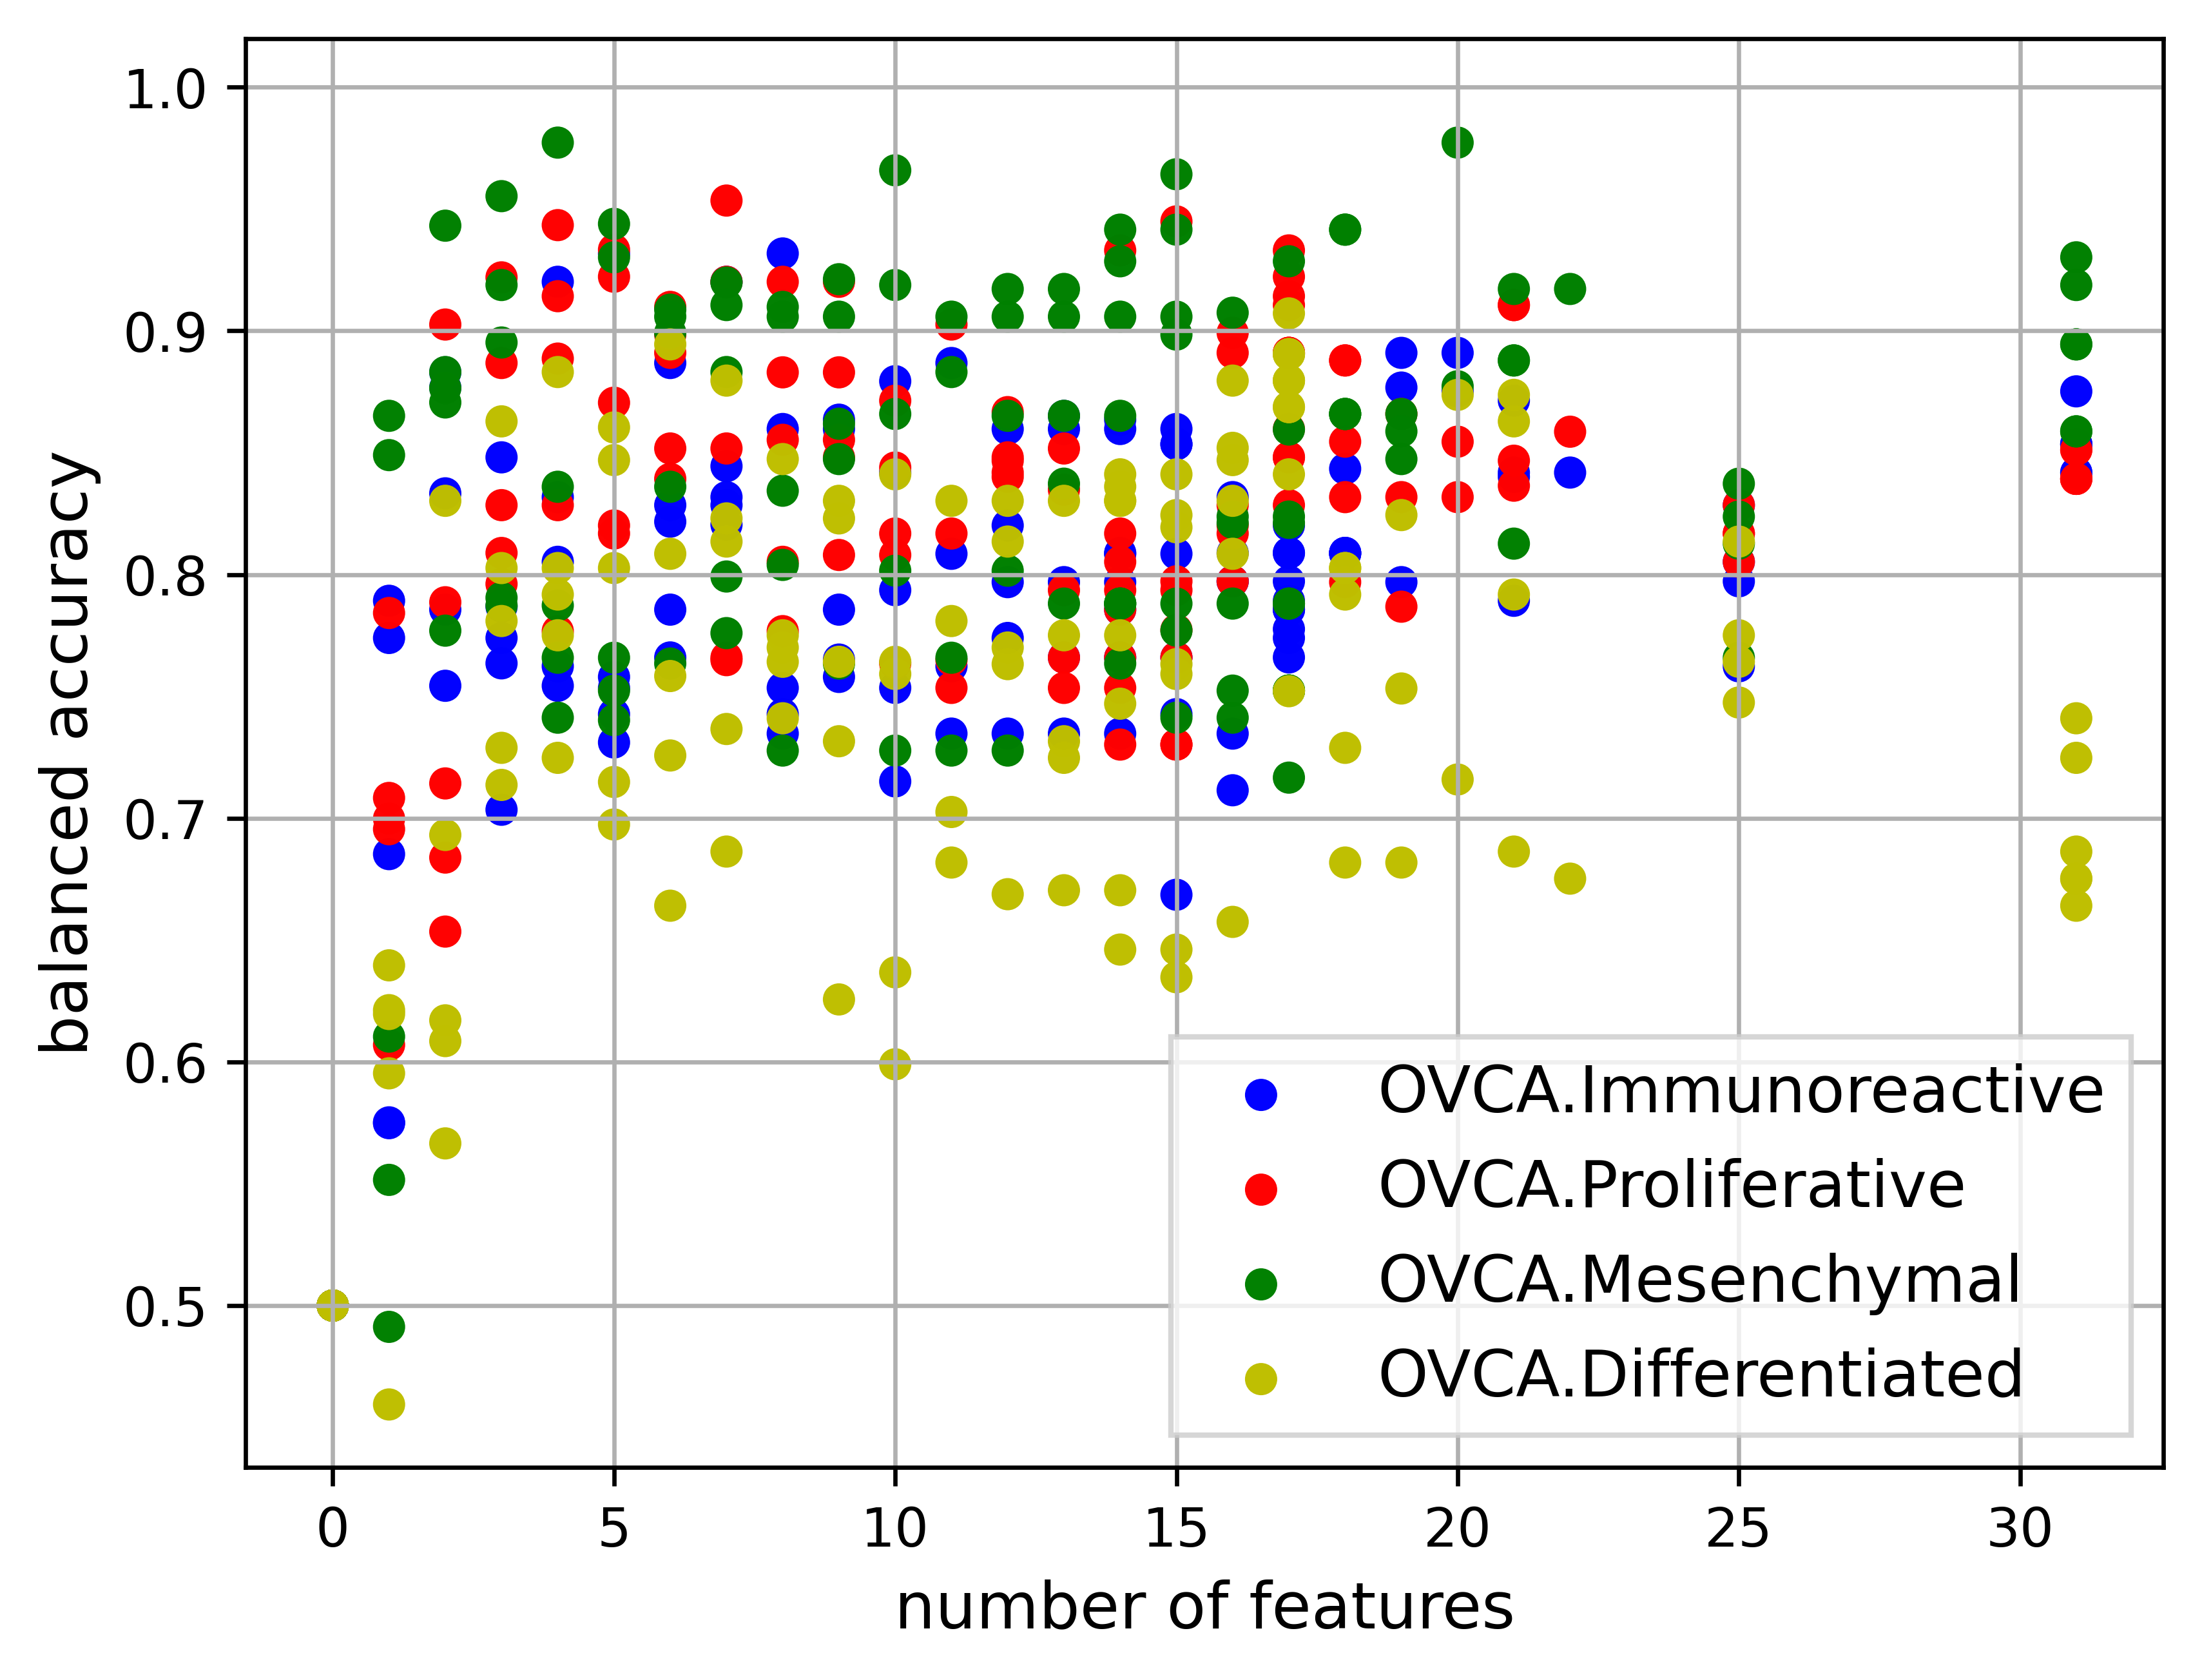 1.0
0.9
0.8
0.7
0.6
0.5
balanced accuracy
OVCA.Immunoreactive
OVCA.Proliferative
OVCA.Mesenchymal
OVCA.Differentiated
0 5 10 15 20 25 30
number of features